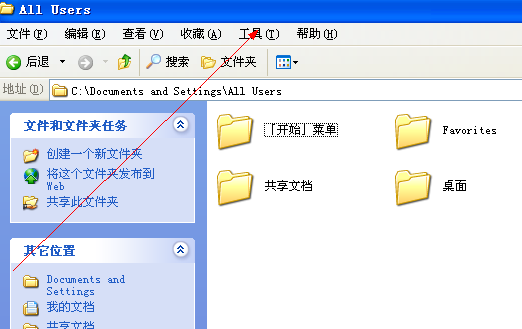 All Users
文件(F) 编辑(E) 查看(V) 收藏(A) 工具(T) 帮助(H)
后退 搜索 文件夹
地址(D) C:\Documents and Settings\All Users
文件和文件夹任务
创建一个新文件夹
将这个文件夹发布到
Web
共享此文件夹
其它位置
Documents and
Settings
我的文档
共享文档
「开始」菜单
Favorites
共享文档
桌面